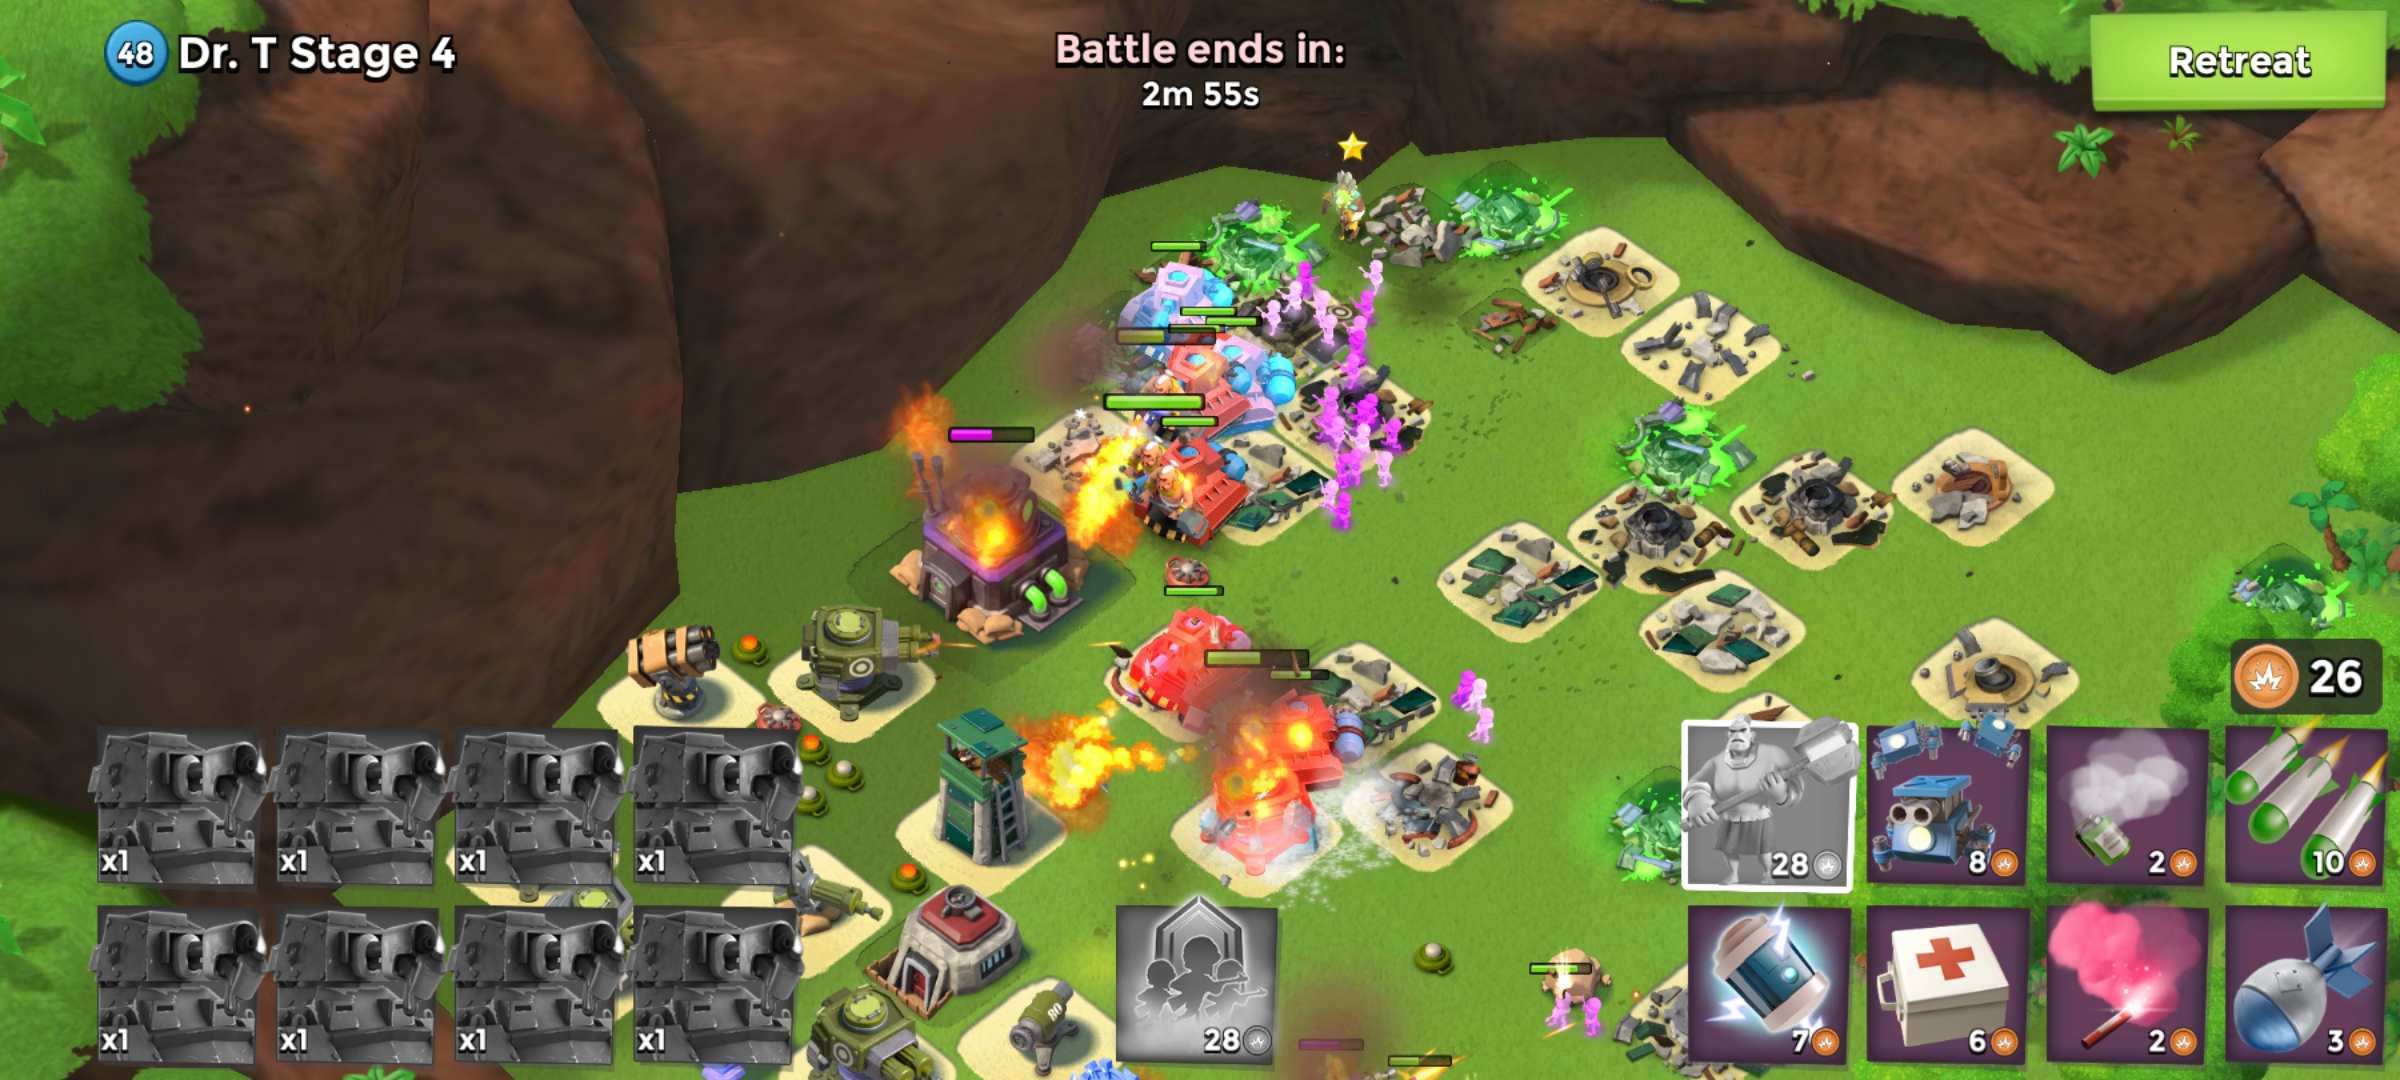 48 Dr. T Stage 4
Battle ends in:
2m 55s
Retreat
26
x1 x1 x1 x1
28 8 2 10
x1 x1 x1 x1
28
7 6 2 3
80